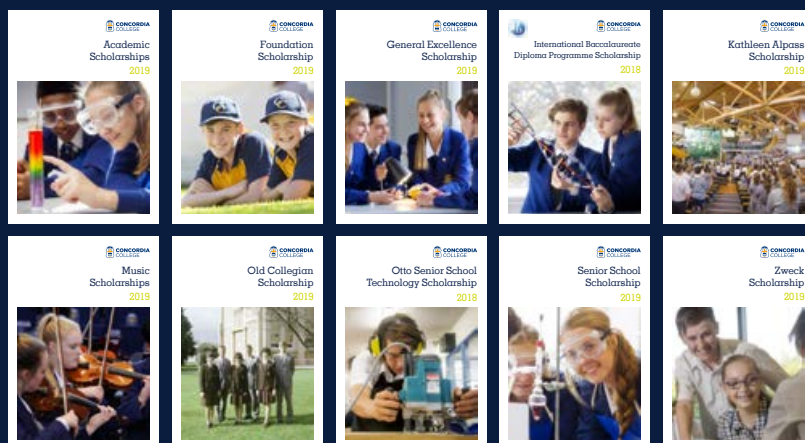 CONCORDIA
COLLEGE
Academic
Scholarships
2019
CONCORDIA
COLLEGE
Foundation
Scholarship
2019
CONCORDIA
COLLEGE
General Excellence
Scholarship
2019
CONCORDIA
COLLEGE
International Baccalaureate
Diploma Programme Scholarship
2018
CONCORDIA
COLLEGE
Kathleen Alpass
Scholarship
2019
CONCORDIA
COLLEGE
Music
Scholarships
2019
CONCORDIA
COLLEGE
Old Collegian
Scholarship
2019
CONCORDIA
COLLEGE
Otto Senior School
Technology Scholarship
2018
CONCORDIA
COLLEGE
Senior School
Scholarship
2019
CONCORDIA
COLLEGE
Zweck
Scholarship
2019